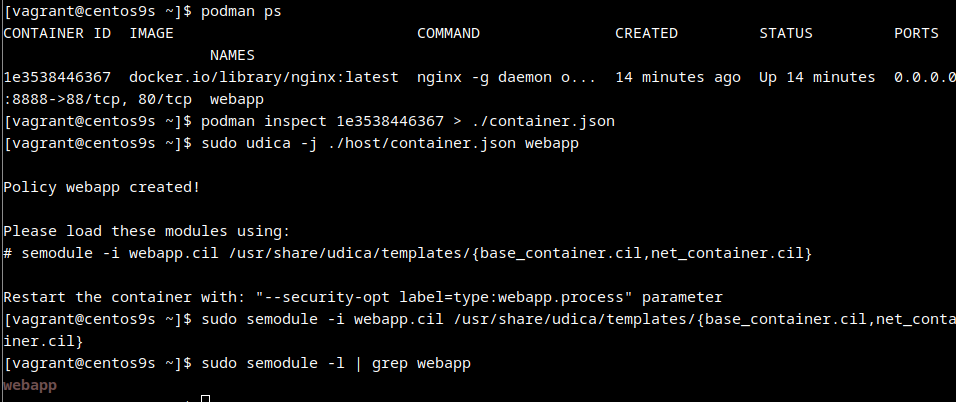 [vagrant@centos9s ~]$ podman ps
CONTAINER ID  IMAGE                           COMMAND               CREATED         STATUS         PORTS
                     NAMES
1e3538446367  docker.io/library/nginx:latest  nginx -g daemon o...  14 minutes ago  Up 14 minutes  0.0.0.0
:8888->88/tcp, 80/tcp  webapp
[vagrant@centos9s ~]$ podman inspect 1e3538446367 > ./container.json
[vagrant@centos9s ~]$ sudo udica -j ./host/container.json webapp
Policy webapp created!
Please load these modules using:
# semodule -i webapp.cil /usr/share/udica/templates/{base_container.cil,net_container.cil}
Restart the container with: "--security-opt label=type:webapp.process" parameter
[vagrant@centos9s ~]$ sudo semodule -i webapp.cil /usr/share/udica/templates/{base_container.cil,net_conta
iner.cil}
[vagrant@centos9s ~]$ sudo semodule -l | grep webapp
webapp